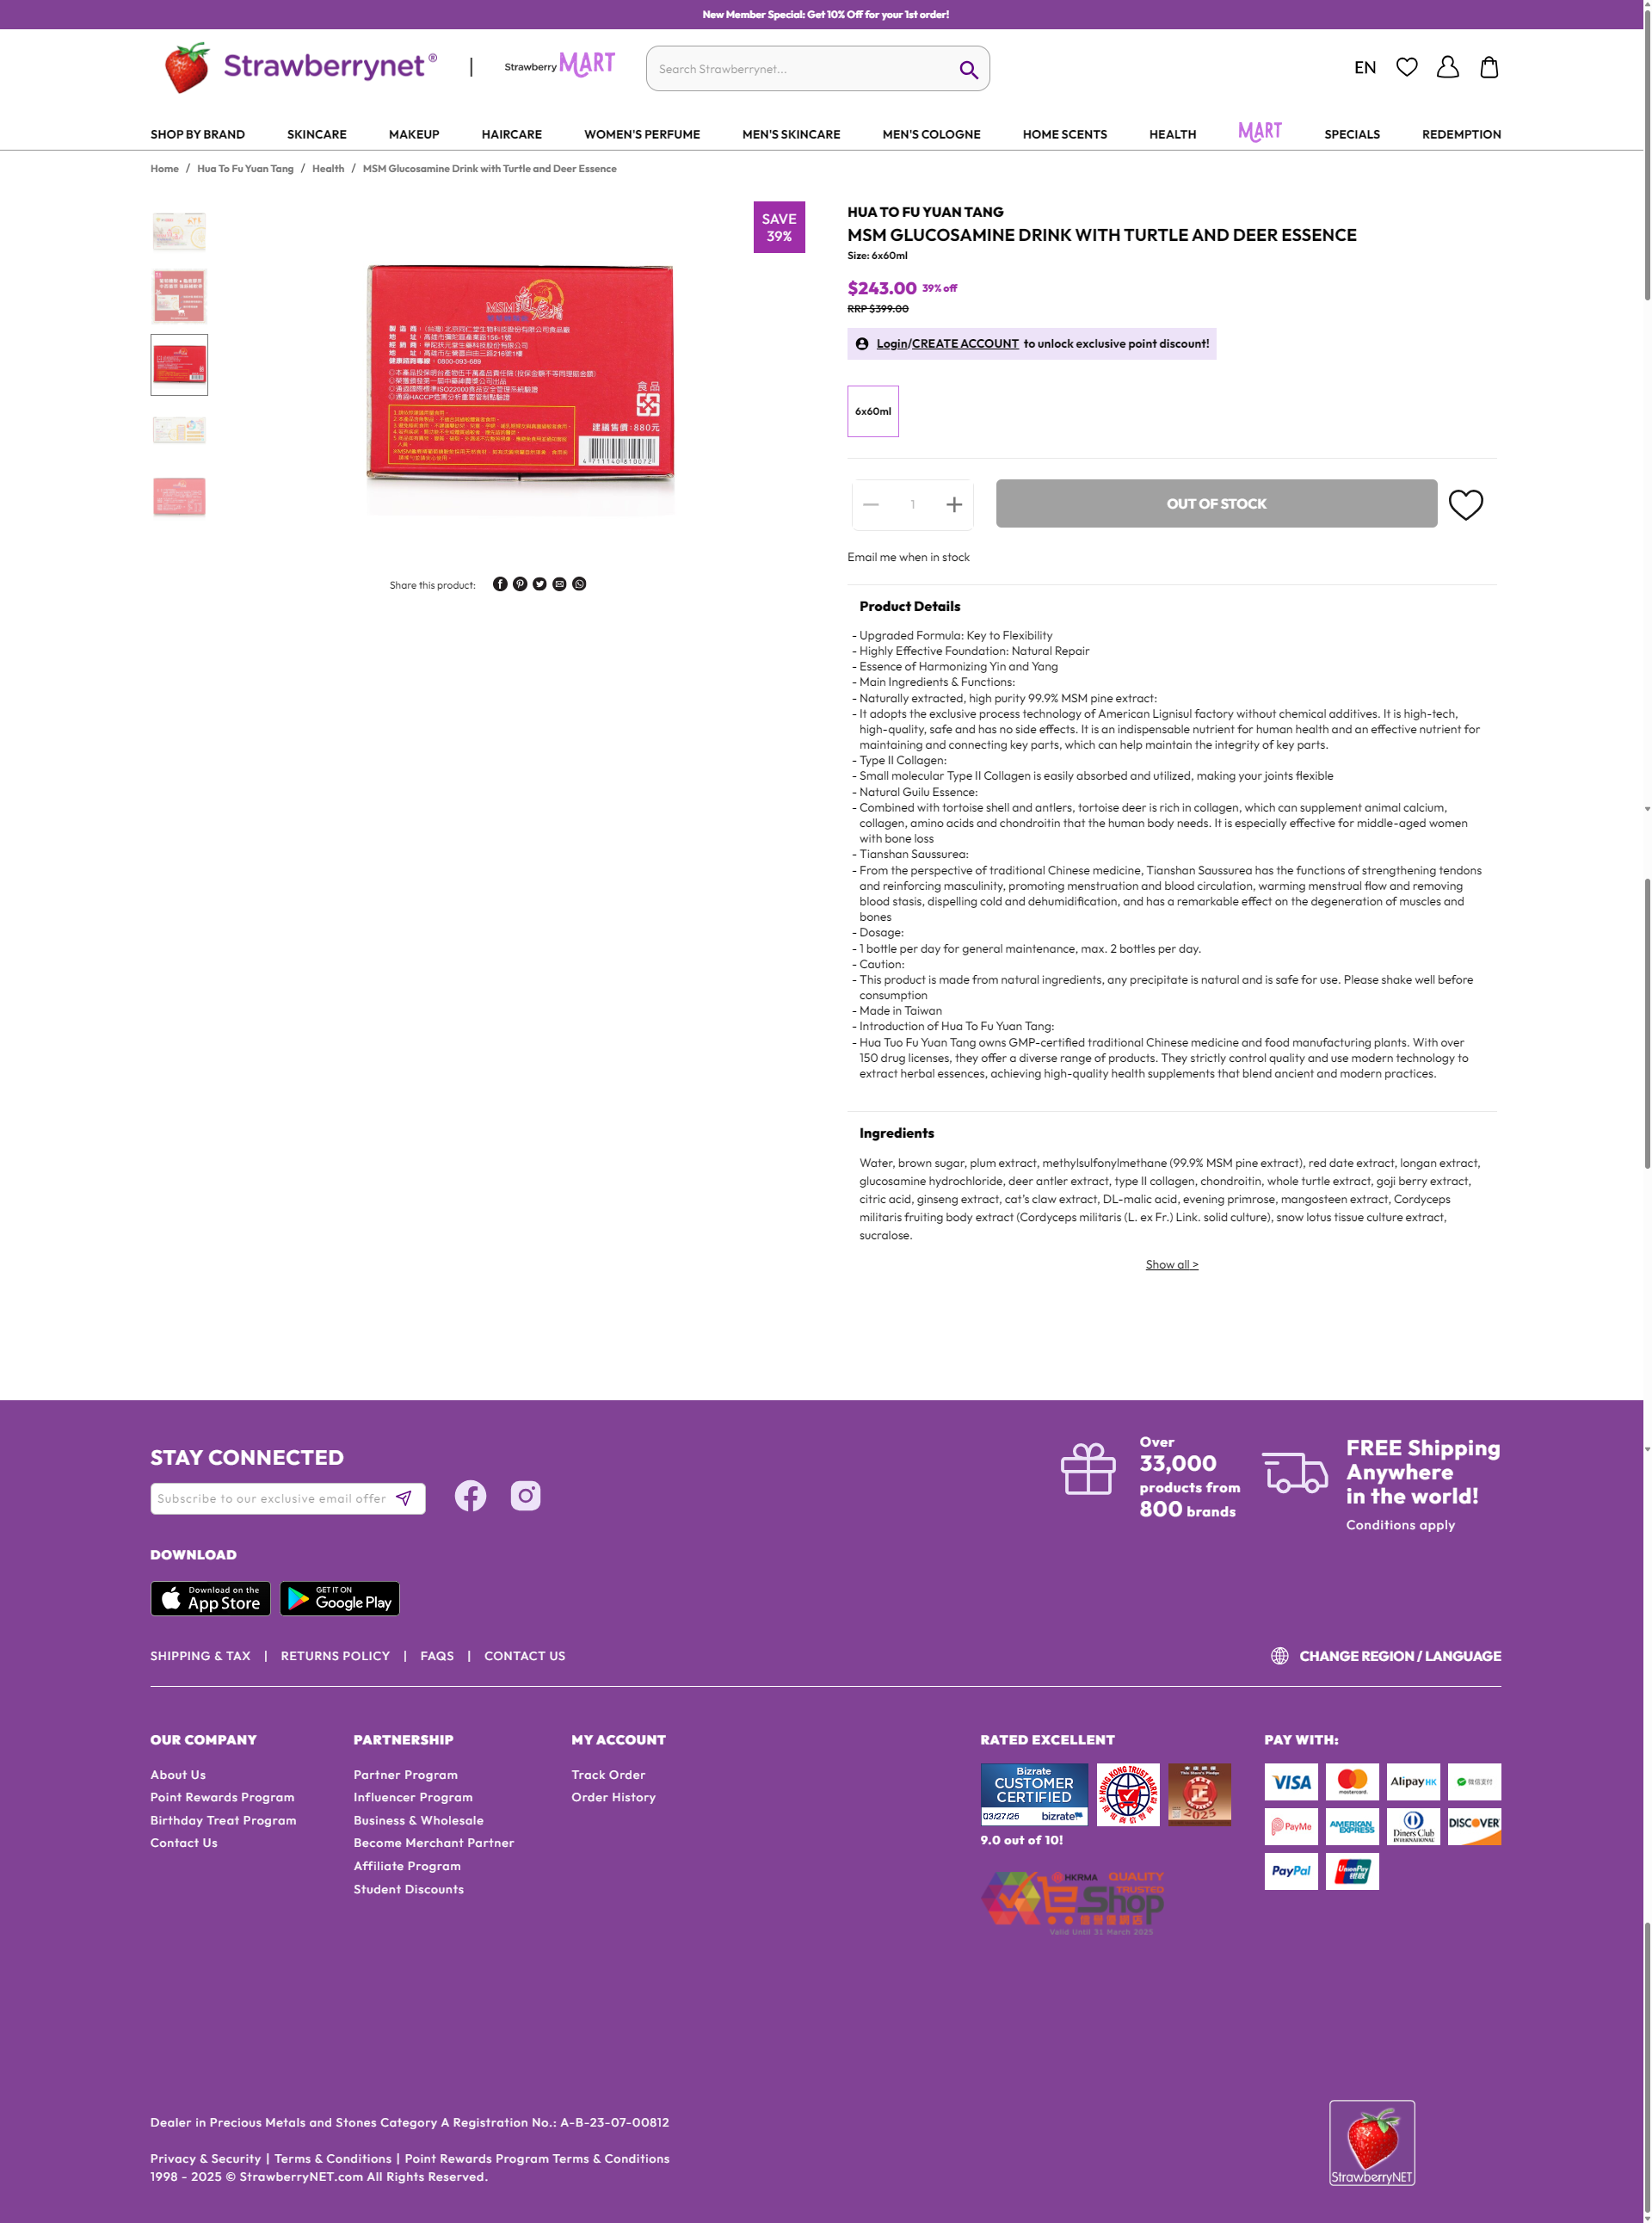 New Member Special: Get 10% Off for your 1st order!
Strawberrynet®
Strawberry MART
Search Strawberrynet...
EN
SHOP BY BRAND
SKINCARE
MAKEUP
HAIRCARE
WOMEN'S PERFUME
MEN'S SKINCARE
MEN'S COLOGNE
HOME SCENTS
HEALTH
MART
SPECIALS
REDEMPTION
Home / Hua To Fu Yuan Tang / Health / MSM Glucosamine Drink with Turtle and Deer Essence
SAVE
39%
MSM
食品
建議售價:880元
4 711140 810072
Share this product:
HUA TO FU YUAN TANG
MSM GLUCOSAMINE DRINK WITH TURTLE AND DEER ESSENCE
Size: 6x60ml
$243.00 39% off
RRP $399.00
Login/CREATE ACCOUNT to unlock exclusive point discount!
6x60ml
1
OUT OF STOCK
Email me when in stock
Product Details
- Upgraded Formula: Key to Flexibility
- Highly Effective Foundation: Natural Repair
- Essence of Harmonizing Yin and Yang
- Main Ingredients & Functions:
- Naturally extracted, high purity 99.9% MSM pine extract:
- It adopts the exclusive process technology of American Lignisul factory without chemical additives. It is high-tech,
high-quality, safe and has no side effects. It is an indispensable nutrient for human health and an effective nutrient for
maintaining and connecting key parts, which can help maintain the integrity of key parts.
- Type II Collagen:
- Small molecular Type II Collagen is easily absorbed and utilized, making your joints flexible
- Natural Guilu Essence:
- Combined with tortoise shell and antlers, tortoise deer is rich in collagen, which can supplement animal calcium,
collagen, amino acids and chondroitin that the human body needs. It is especially effective for middle-aged women
with bone loss
- Tianshan Saussurea:
- From the perspective of traditional Chinese medicine, Tianshan Saussurea has the functions of strengthening tendons
and reinforcing masculinity, promoting menstruation and blood circulation, warming menstrual flow and removing
blood stasis, dispelling cold and dehumidification, and has a remarkable effect on the degeneration of muscles and
bones
- Dosage:
- 1 bottle per day for general maintenance, max. 2 bottles per day.
- Caution:
- This product is made from natural ingredients, any precipitate is natural and is safe for use. Please shake well before
consumption
- Made in Taiwan
- Introduction of Hua To Fu Yuan Tang:
- Hua Tuo Fu Yuan Tang owns GMP-certified traditional Chinese medicine and food manufacturing plants. With over
150 drug licenses, they offer a diverse range of products. They strictly control quality and use modern technology to
extract herbal essences, achieving high-quality health supplements that blend ancient and modern practices.
Ingredients
Water, brown sugar, plum extract, methylsulfonylmethane (99.9% MSM pine extract), red date extract, longan extract,
glucosamine hydrochloride, deer antler extract, type II collagen, chondroitin, whole turtle extract, goji berry extract,
citric acid, ginseng extract, cat's claw extract, DL-malic acid, evening primrose, mangosteen extract, Cordyceps
militaris fruiting body extract (Cordyceps militaris (L. ex Fr.) Link. solid culture), snow lotus tissue culture extract,
sucralose.
Show all >
STAY CONNECTED
Subscribe to our exclusive email offer
Over
33,000
products from
800 brands
FREE Shipping
Anywhere
in the world!
Conditions apply
DOWNLOAD
Download on the
App Store
GET IT ON
Google Play
SHIPPING & TAX | RETURNS POLICY | FAQS | CONTACT US
CHANGE REGION / LANGUAGE
OUR COMPANY
About Us
Point Rewards Program
Birthday Treat Program
Contact Us
PARTNERSHIP
Partner Program
Influencer Program
Business & Wholesale
Become Merchant Partner
Affiliate Program
Student Discounts
MY ACCOUNT
Track Order
Order History
RATED EXCELLENT
Bizrate
CUSTOMER
CERTIFIED
03/27/25 bizrate
HONG KONG TRUST MARK
正
2025
9.0 out of 10!
HKRMA QUALITY
TRUSTED
eShop
Valid Until 31 March 2025
PAY WITH:
VISA
mastercard
Alipay HK
微信支付
PayMe
AMERICAN EXPRESS
Diners Club
INTERNATIONAL
DISCOVER
PayPal
UnionPay
银联
Dealer in Precious Metals and Stones Category A Registration No.: A-B-23-07-00812
Privacy & Security | Terms & Conditions | Point Rewards Program Terms & Conditions
1998 - 2025 © StrawberryNET.com All Rights Reserved.
StrawberryNET